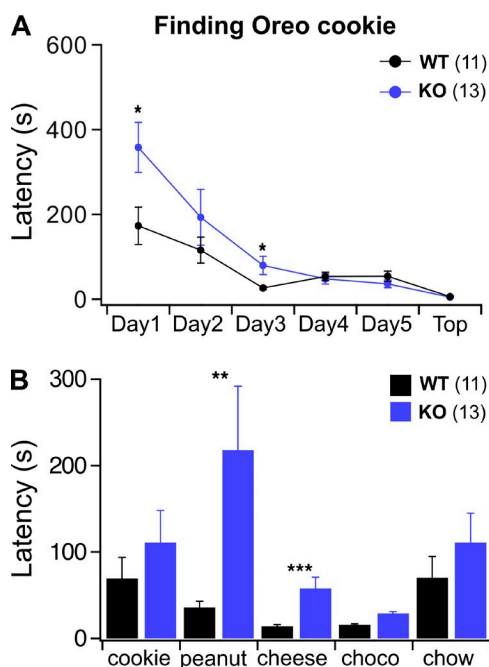 A
Finding Oreo cookie
600
400
200
0
Latency (s)
WT (11)
KO (13)
*
*
Day1 Day2 Day3 Day4 Day5 Top
B
300
200
100
0
Latency (s)
WT (11)
KO (13)
**
***
cookie peanut cheese choco chow